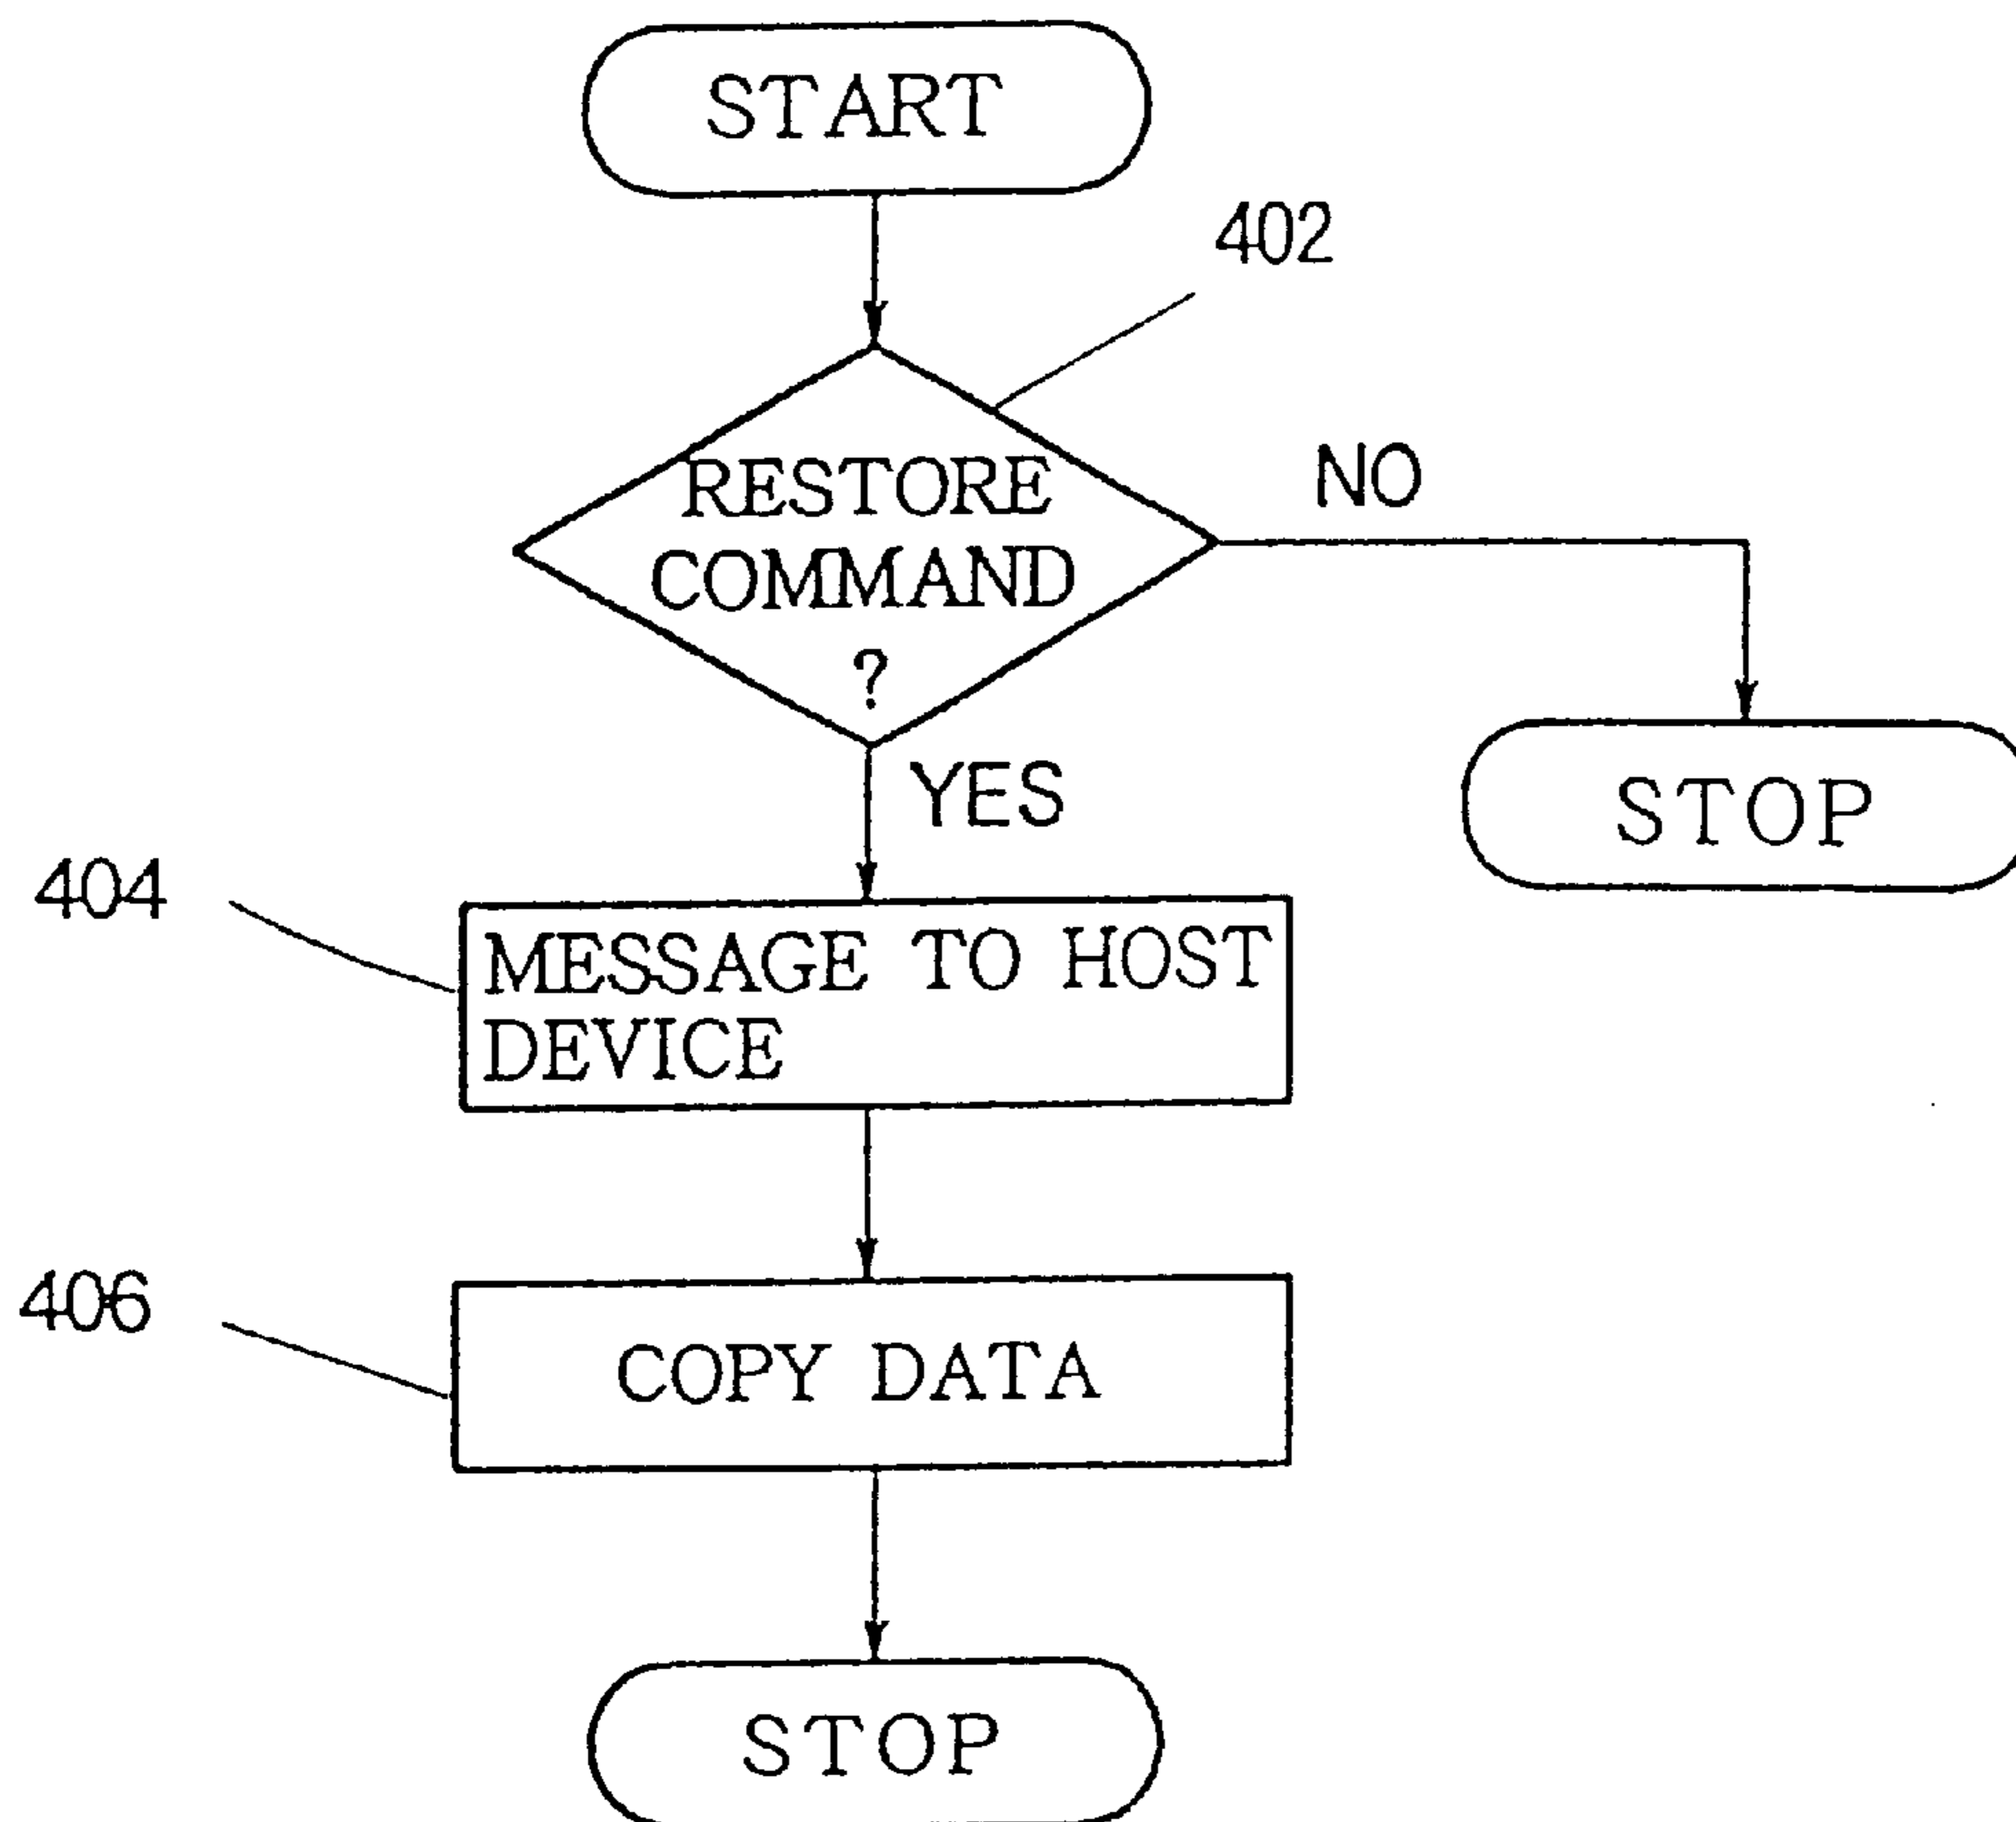 START
402
RESTORE
COMMAND
?
NO
YES
STOP
404
MESSAGE TO HOST
DEVICE
406
COPY DATA
STOP